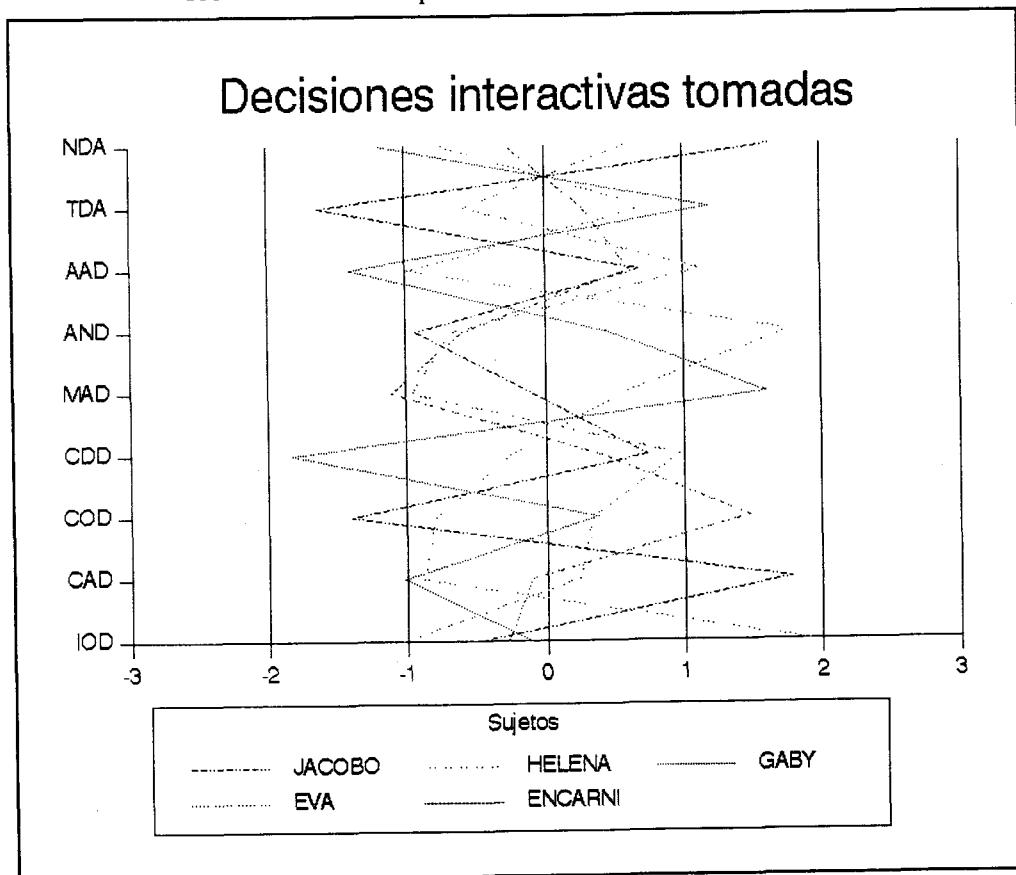 Decisiones interactivas tomadas
NDA
TDA
AAD
AND
MAD
CDD
COD
CAD
IOD
-3 -2 -1 0 1 2 3
Sujetos
JACOBO HELENA GABY
EVA ENCARNI